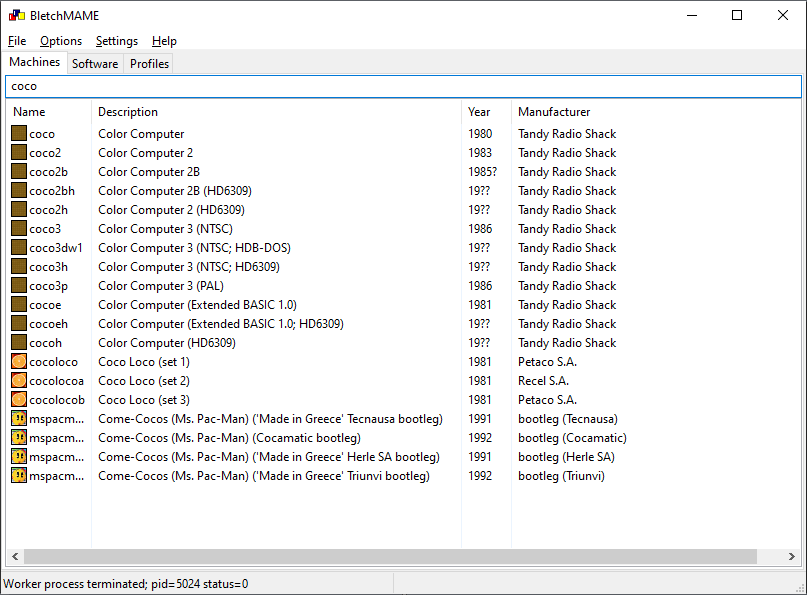 BletchMAME
File Options Settings Help
Machines Software Profiles
coco
Name Description Year Manufacturer
coco Color Computer 1980 Tandy Radio Shack
coco2 Color Computer 2 1983 Tandy Radio Shack
coco2b Color Computer 2B 1985? Tandy Radio Shack
coco2bh Color Computer 2B (HD6309) 19?? Tandy Radio Shack
coco2h Color Computer 2 (HD6309) 19?? Tandy Radio Shack
coco3 Color Computer 3 (NTSC) 1986 Tandy Radio Shack
coco3dw1 Color Computer 3 (NTSC; HDB-DOS) 19?? Tandy Radio Shack
coco3h Color Computer 3 (NTSC; HD6309) 19?? Tandy Radio Shack
coco3p Color Computer 3 (PAL) 1986 Tandy Radio Shack
cocoe Color Computer (Extended BASIC 1.0) 1981 Tandy Radio Shack
cocoeh Color Computer (Extended BASIC 1.0; HD6309) 19?? Tandy Radio Shack
cocoh Color Computer (HD6309) 19?? Tandy Radio Shack
cocoloco Coco Loco (set 1) 1981 Petaco S.A.
cocolocoa Coco Loco (set 2) 1981 Recel S.A.
cocolocob Coco Loco (set 3) 1981 Petaco S.A.
mspacm... Come-Cocos (Ms. Pac-Man) ('Made in Greece' Tecnausa bootleg) 1991 bootleg (Tecnausa)
mspacm... Come-Cocos (Ms. Pac-Man) (Cocamatic bootleg) 1992 bootleg (Cocamatic)
mspacm... Come-Cocos (Ms. Pac-Man) ('Made in Greece' Herle SA bootleg) 1991 bootleg (Herle SA)
mspacm... Come-Cocos (Ms. Pac-Man) ('Made in Greece' Triunvi bootleg) 1992 bootleg (Triunvi)
Worker process terminated; pid=5024 status=0